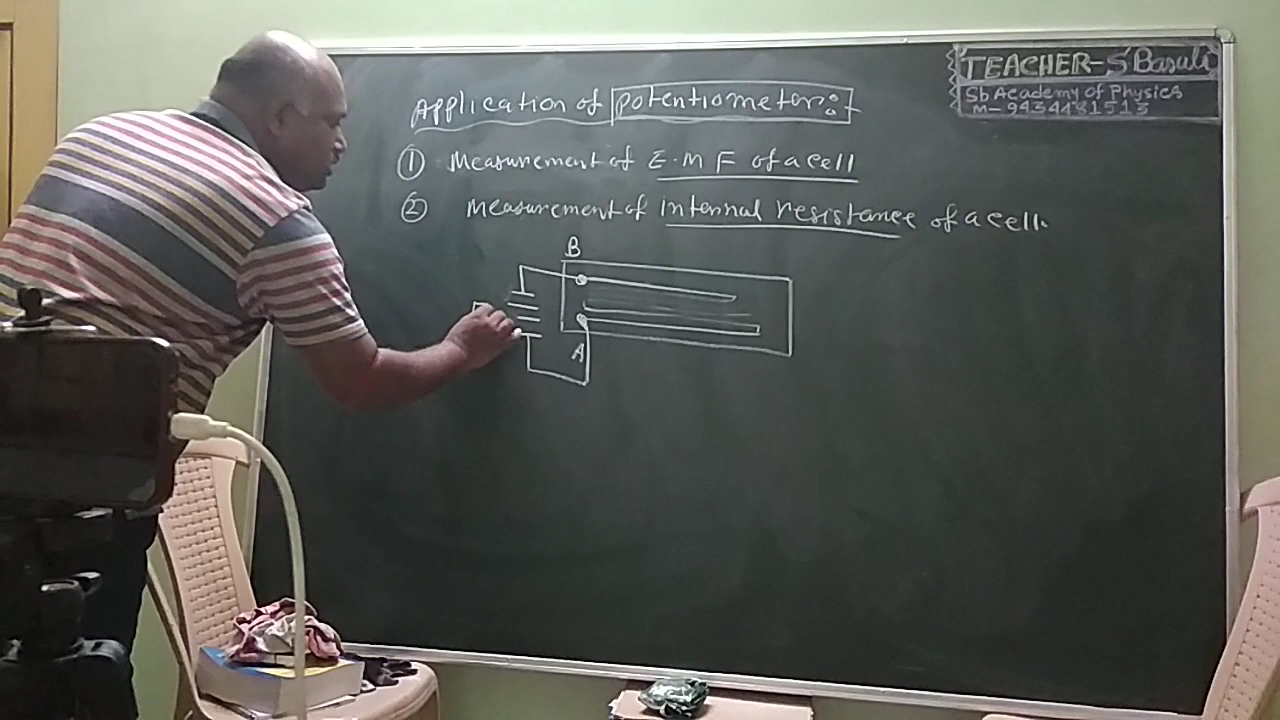 TEACHER-S Basuli
Sb Academy of Physics
M-9434481513
Application of potentiometer:-
① Measurement of E.M F of a cell
② Measurement of internal resistance of a cell.
B
E
A